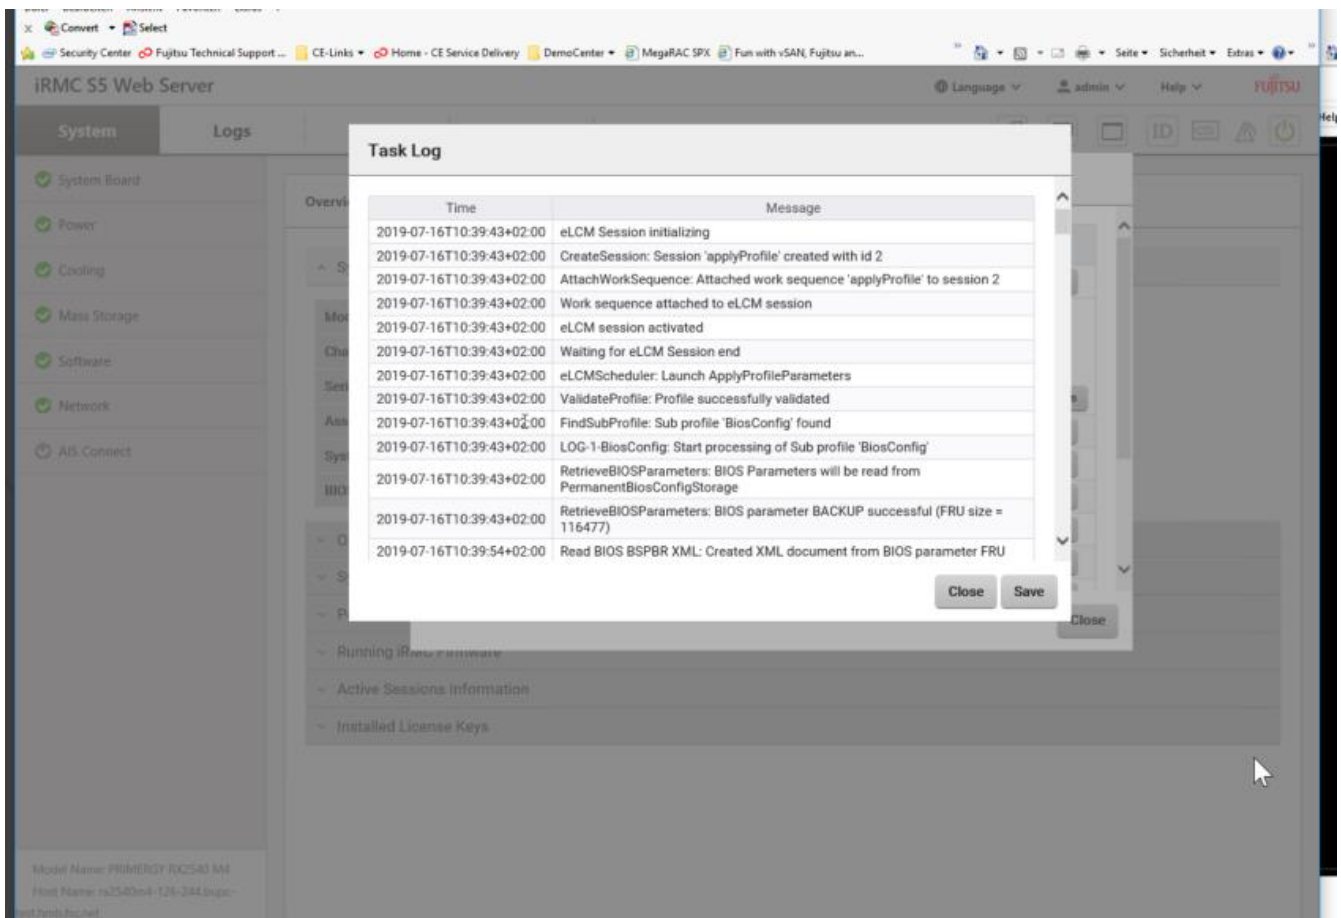 x Convert Select
Security Center Fujitsu Technical Support ... CE-Links Home - CE Service Delivery DemoCenter MegaRAC SPX Fun with vSAN, Fujitsu an... Seite Sicherheit Extras
iRMC S5 Web Server Language admin Help FUJITSU
Help
System Logs ID
Task Log
System Board
Power
Cooling
Mass Storage
Software
Network
AIS Connect
Time Message
2019-07-16T10:39:43+02:00 eLCM Session initializing
2019-07-16T10:39:43+02:00 CreateSession: Session 'applyProfile' created with id 2
2019-07-16T10:39:43+02:00 AttachWorkSequence: Attached work sequence 'applyProfile' to session 2
2019-07-16T10:39:43+02:00 Work sequence attached to eLCM session
2019-07-16T10:39:43+02:00 eLCM session activated
2019-07-16T10:39:43+02:00 Waiting for eLCM Session end
2019-07-16T10:39:43+02:00 eLCMScheduler: Launch ApplyProfileParameters
2019-07-16T10:39:43+02:00 ValidateProfile: Profile successfully validated
2019-07-16T10:39:43+02:00 FindSubProfile: Sub profile 'BiosConfig' found
2019-07-16T10:39:43+02:00 LOG-1-BiosConfig: Start processing of Sub profile 'BiosConfig'
2019-07-16T10:39:43+02:00 RetrieveBIOSParameters: BIOS Parameters will be read from
PermanentBiosConfigStorage
2019-07-16T10:39:43+02:00 RetrieveBIOSParameters: BIOS parameter BACKUP successful (FRU size =
116477)
2019-07-16T10:39:54+02:00 Read BIOS BSPBR XML: Created XML document from BIOS parameter FRU
Close Save
Close
Running iRMC Firmware
Active Sessions Information
Installed License Keys
Model Name: PRIMERGY RX2540 M4
Host Name: